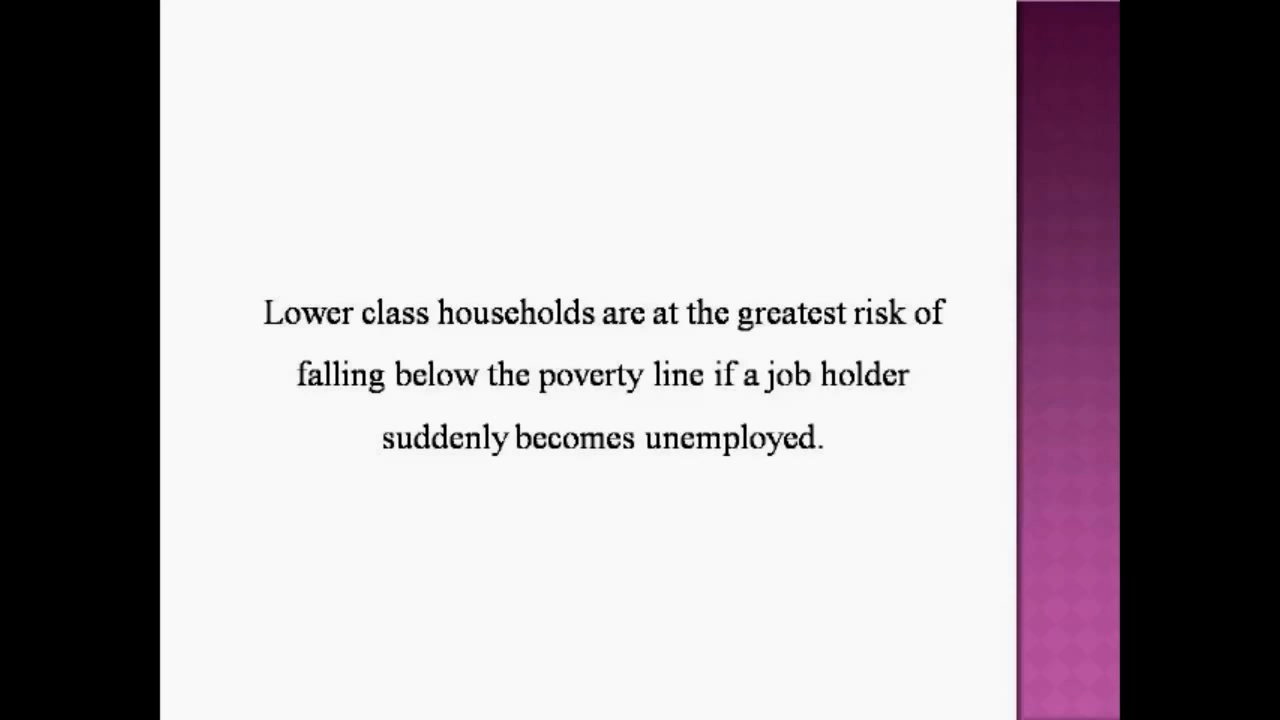 Lower class households are at the greatest risk of
falling below the poverty line if a job holder
suddenly becomes unemployed.